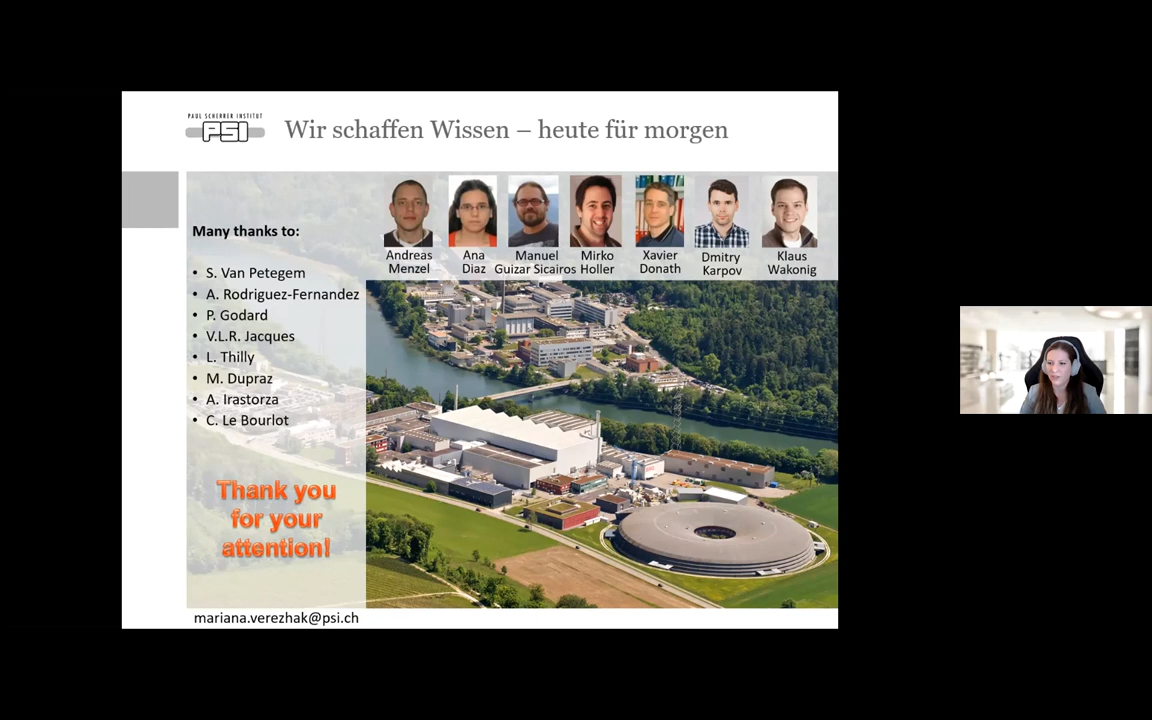 PAUL SCHERRER INSTITUT
PSI
Wir schaffen Wissen – heute für morgen
Many thanks to:
• S. Van Petegem
• A. Rodriguez-Fernandez
• P. Godard
• V.L.R. Jacques
• L. Thilly
• M. Dupraz
• A. Irastorza
• C. Le Bourlot
Andreas
Menzel
Ana
Diaz
Manuel
Guizar Sicairos
Mirko
Holler
Xavier
Donath
Dmitry
Karpov
Klaus
Wakonig
Thank you
for your
attention!
mariana.verezhak@psi.ch